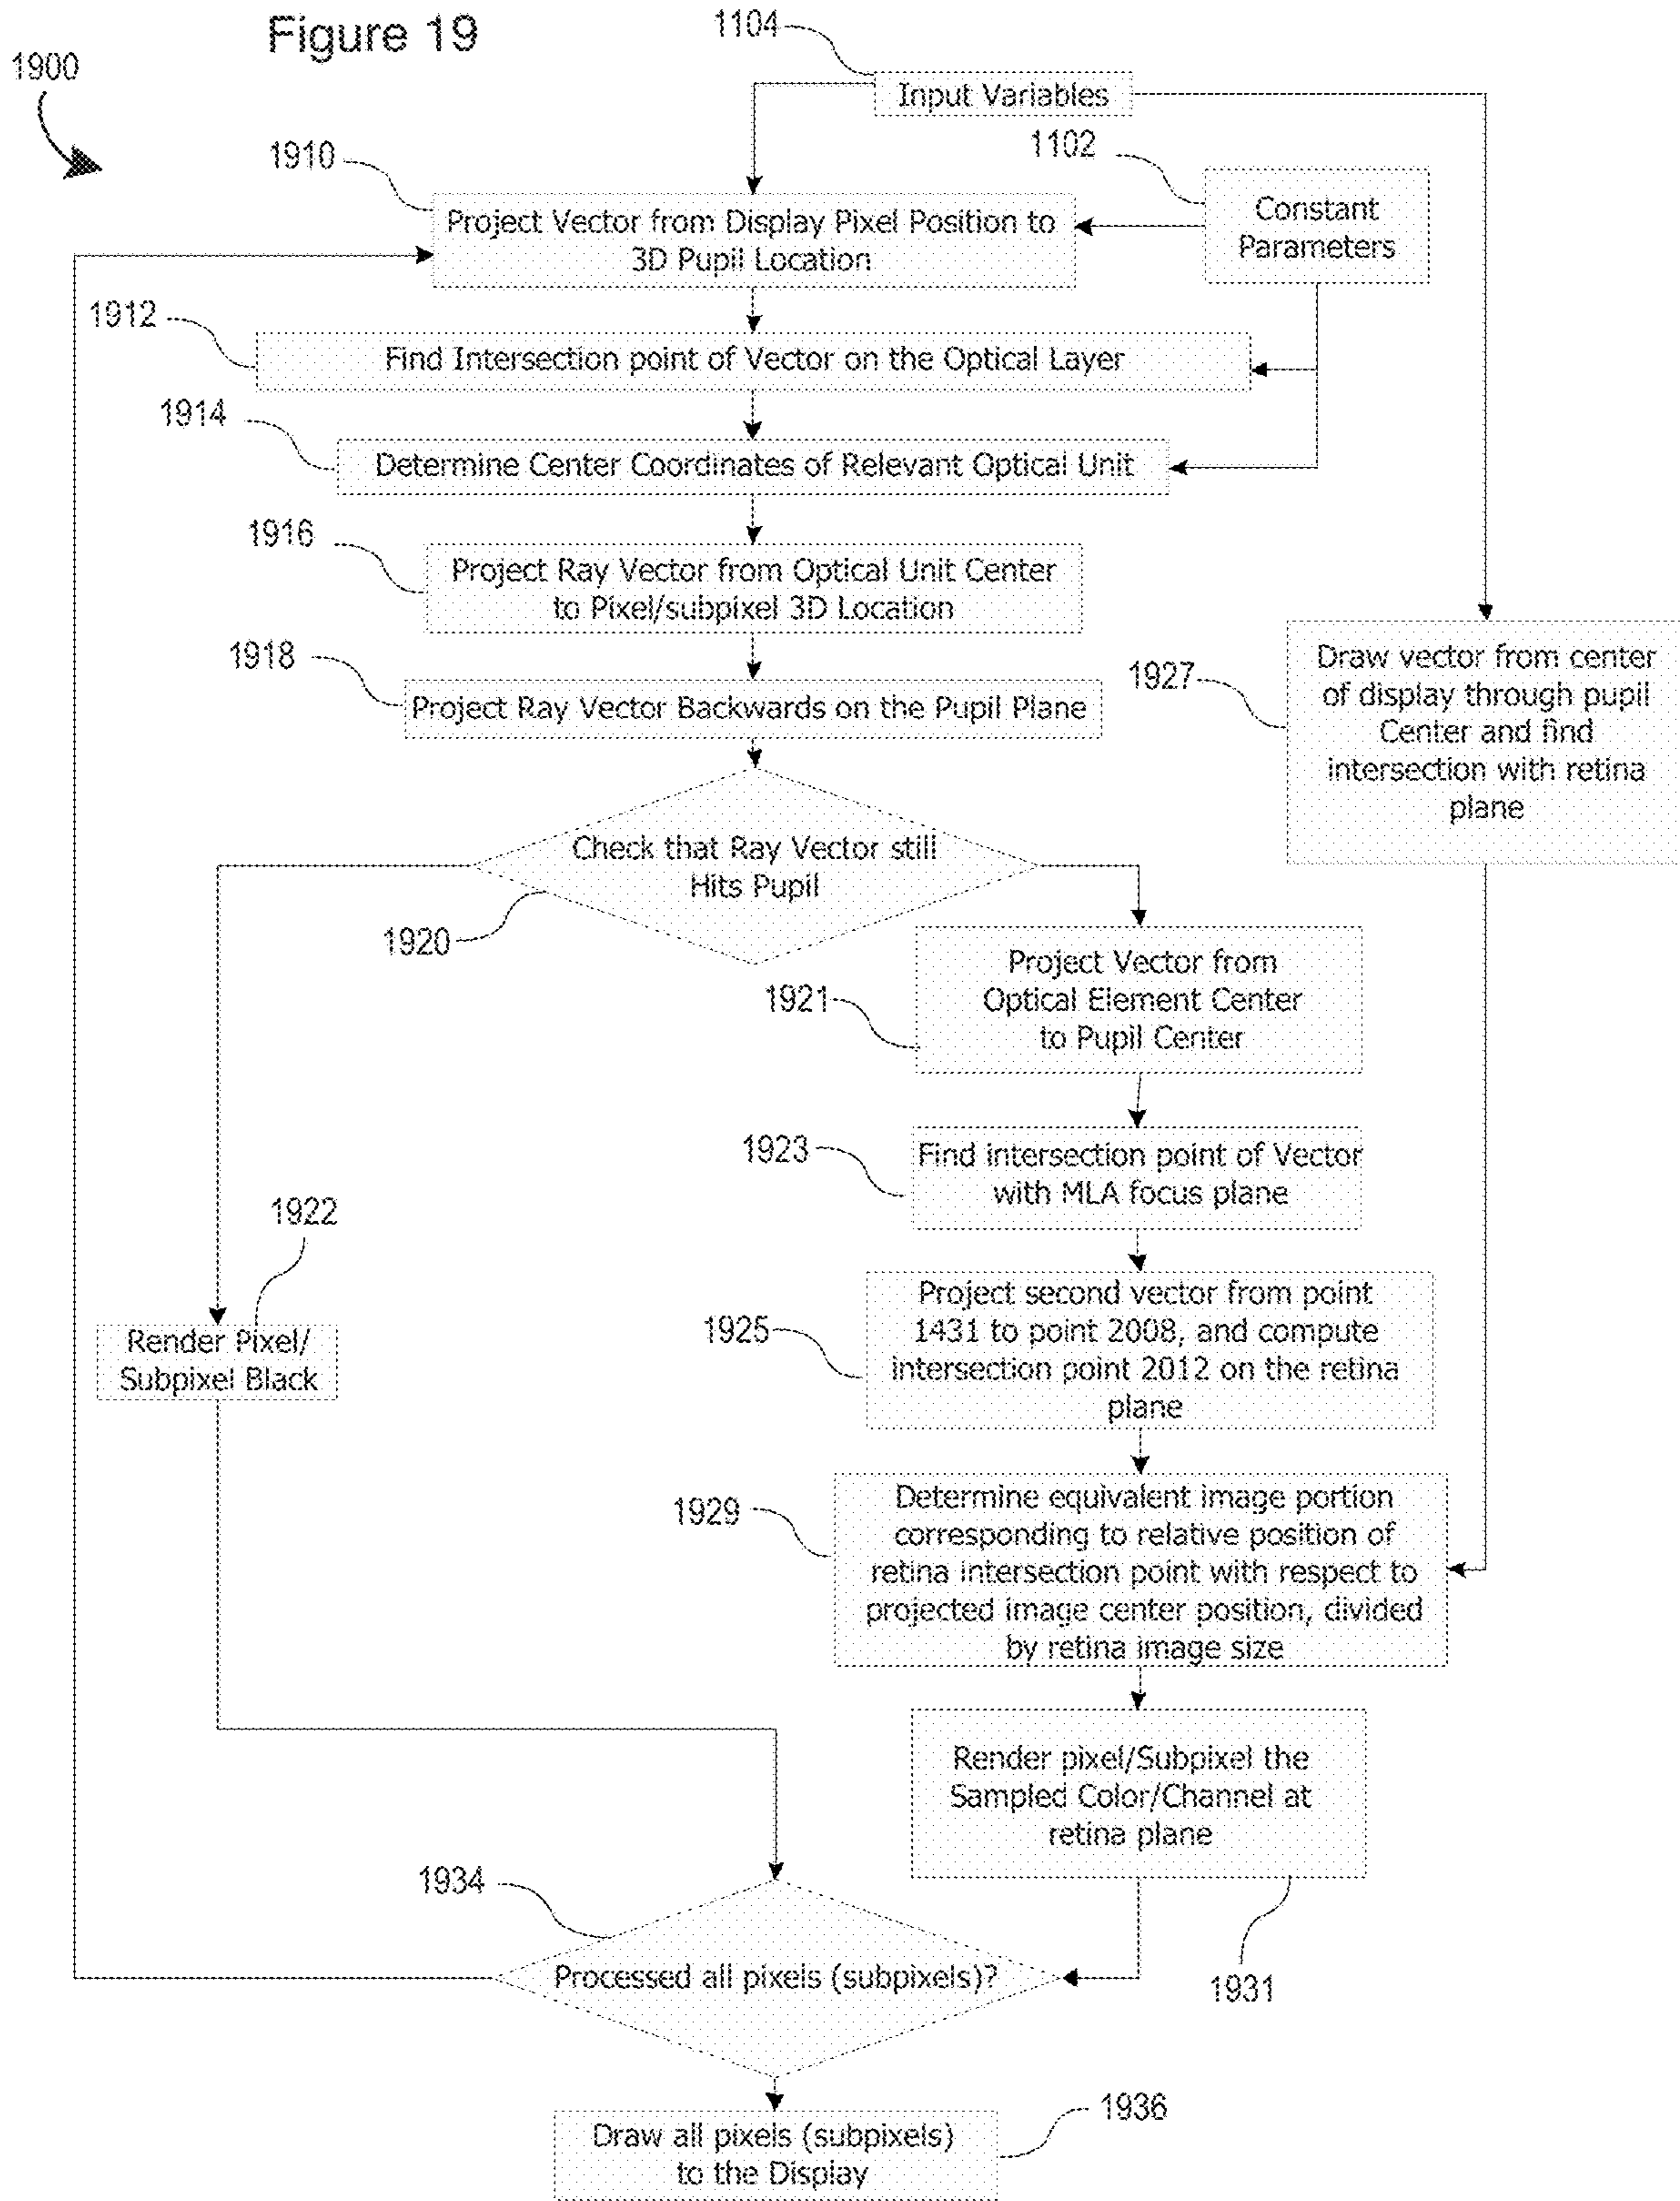 Figure 19
1900
1104
Input Variables
1102
Constant
Parameters
1910
Project Vector from Display Pixel Position to
3D Pupil Location
1912
Find Intersection point of Vector on the Optical Layer
1914
Determine Center Coordinates of Relevant Optical Unit
1916
Project Ray Vector from Optical Unit Center
to Pixel/subpixel 3D Location
1918
Project Ray Vector Backwards on the Pupil Plane
1927
Draw vector from center
of display through pupil
Center and find
intersection with retina
plane
Check that Ray Vector still
Hits Pupil
1920
1921
Project Vector from
Optical Element Center
to Pupil Center
1923
Find intersection point of Vector
with MLA focus plane
1922
Render Pixel/
Subpixel Black
1925
Project second vector from point
1431 to point 2008, and compute
intersection point 2012 on the retina
plane
1929
Determine equivalent image portion
corresponding to relative position of
retina intersection point with respect to
projected image center position, divided
by retina image size
Render pixel/Subpixel the
Sampled Color/Channel at
retina plane
1931
1934
Processed all pixels (subpixels)?
1936
Draw all pixels (subpixels)
to the Display